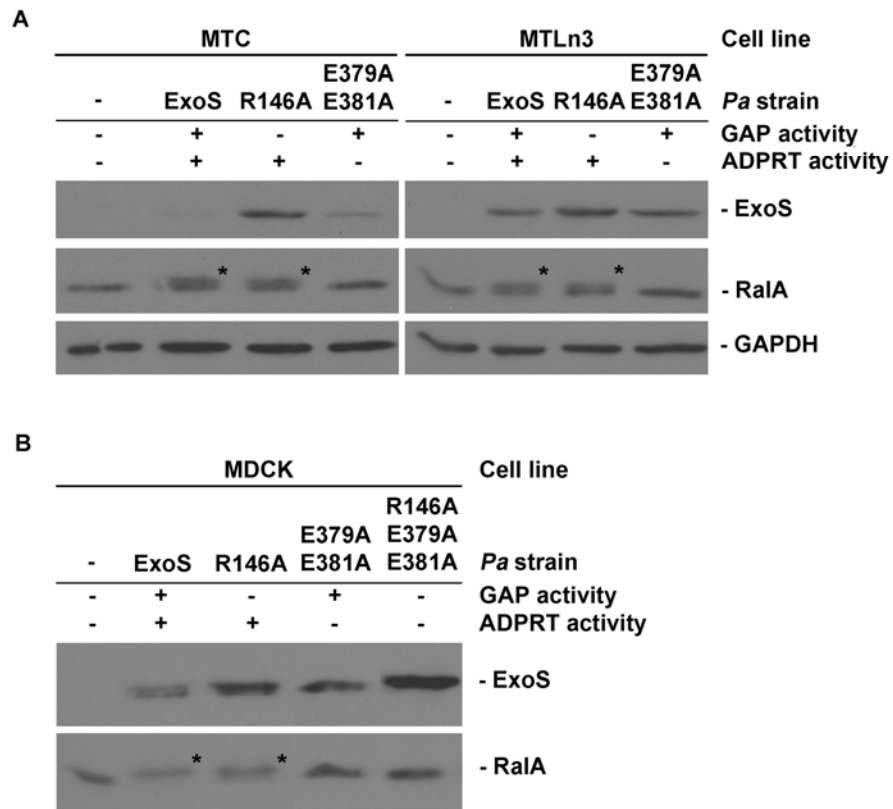 A
MTC MTLn3 Cell line
E379A E379A
- ExoS R146A E381A - ExoS R146A E381A Pa strain
- + - + - + - + GAP activity
- + + - - + + - ADPRT activity
- ExoS
* * * * - RalA
- GAPDH
B
MDCK Cell line
R146A
E379A E379A
- ExoS R146A E381A E381A Pa strain
- + - + - GAP activity
- + + - - ADPRT activity
- ExoS
* * - RalA